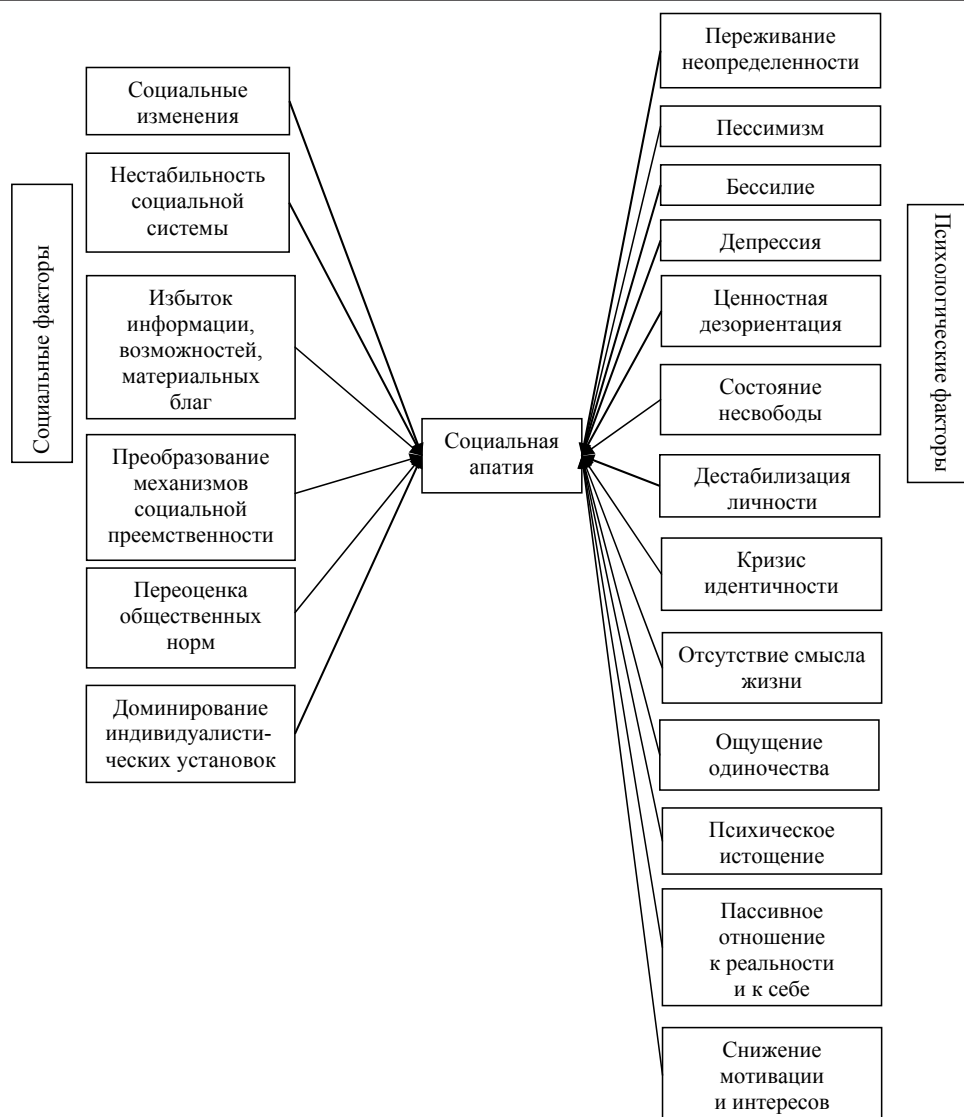 Социальные факторы
Социальные
изменения
Нестабильность
социальной
системы
Избыток
информации,
возможностей,
материальных
благ
Преобразование
механизмов
социальной
преемственности
Переоценка
общественных
норм
Доминирование
индивидуалисти-
ческих установок
Социальная
апатия
Переживание
неопределенности
Пессимизм
Бессилие
Депрессия
Ценностная
дезориентация
Состояние
несвободы
Дестабилизация
личности
Кризис
идентичности
Отсутствие смысла
жизни
Ощущение
одиночества
Психическое
истощение
Пассивное
отношение
к реальности
и к себе
Снижение
мотивации
и интересов
Психологические факторы